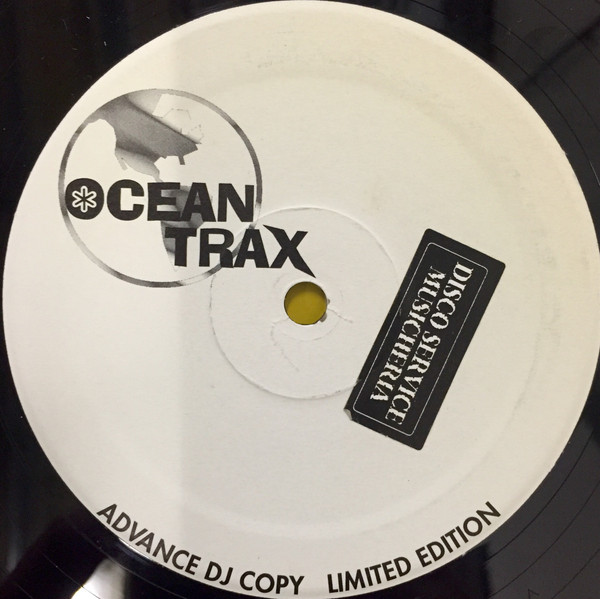 OCEAN
TRAX
DISCO SERVICE
MUSICHERIA
ADVANCE DJ COPY LIMITED EDITION